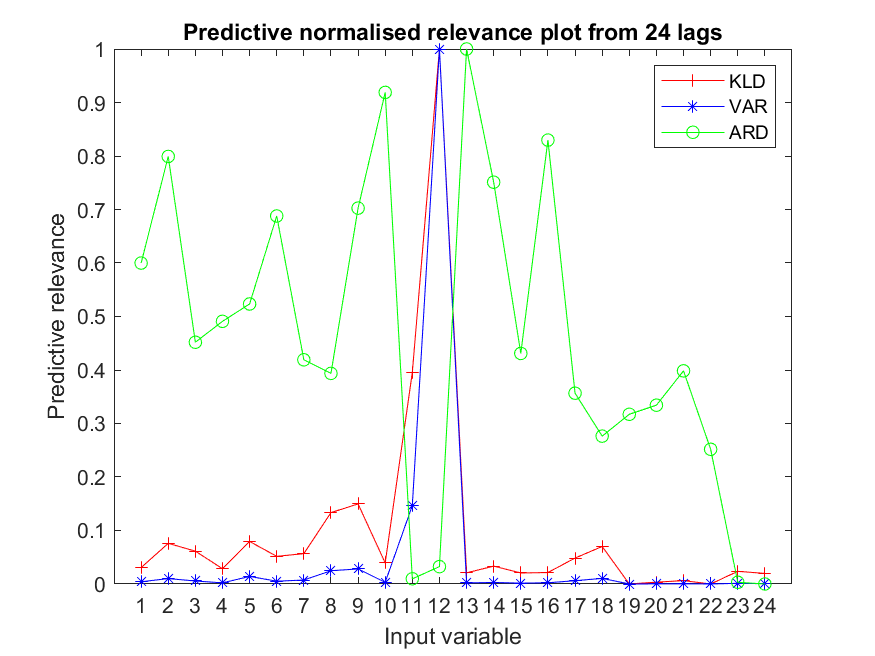 Predictive normalised relevance plot from 24 lags
KLD
VAR
ARD
Predictive relevance
1
0.9
0.8
0.7
0.6
0.5
0.4
0.3
0.2
0.1
0
1 2 3 4 5 6 7 8 9 10 11 12 13 14 15 16 17 18 19 20 21 22 23 24
Input variable